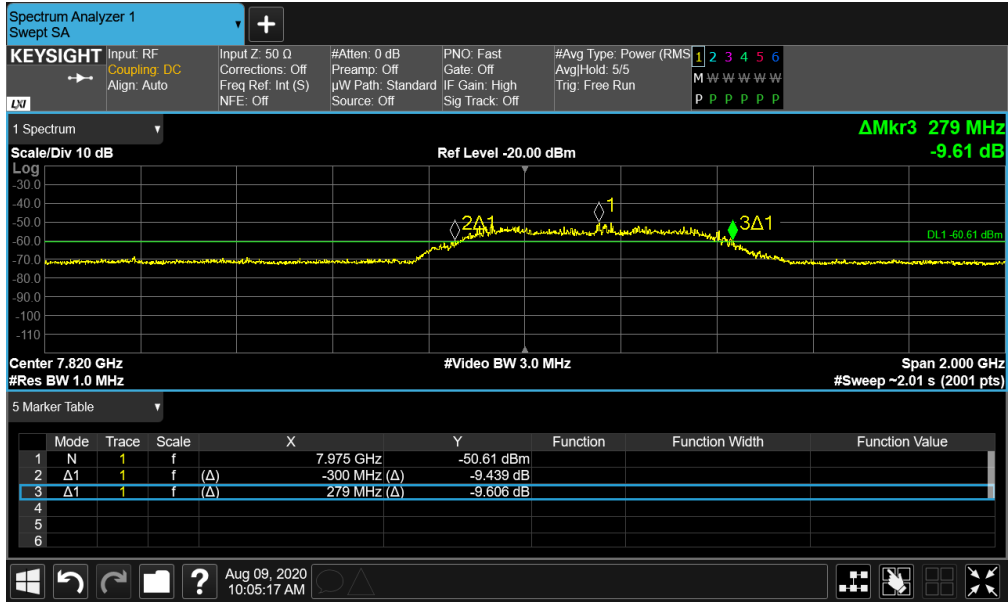 Spectrum Analyzer 1
Swept SA
+
KEYSIGHT
LXI
Input: RF
Coupling: DC
Align: Auto
Input Z: 50 Ω
Corrections: Off
Freq Ref: Int (S)
NFE: Off
#Atten: 0 dB
Preamp: Off
µW Path: Standard
Source: Off
PNO: Fast
Gate: Off
IF Gain: High
Sig Track: Off
#Avg Type: Power (RMS
Avg|Hold: 5/5
Trig: Free Run
1 2 3 4 5 6
M W W W W W
P P P P P P
1 Spectrum
ΔMkr3 279 MHz
-9.61 dB
Scale/Div 10 dB
Ref Level -20.00 dBm
Log
-30.0
-40.0
-50.0
-60.0
-70.0
-80.0
-90.0
-100
-110
2Δ1
1
3Δ1
DL1 -60.61 dBm
Center 7.820 GHz
#Video BW 3.0 MHz
Span 2.000 GHz
#Res BW 1.0 MHz
#Sweep ~2.01 s (2001 pts)
5 Marker Table
Mode Trace Scale X Y Function Function Width Function Value
1 N 1 f 7.975 GHz -50.61 dBm
2 Δ1 1 f (Δ) -300 MHz (Δ) -9.439 dB
3 Δ1 1 f (Δ) 279 MHz (Δ) -9.606 dB
4
5
6
?
Aug 09, 2020
10:05:17 AM